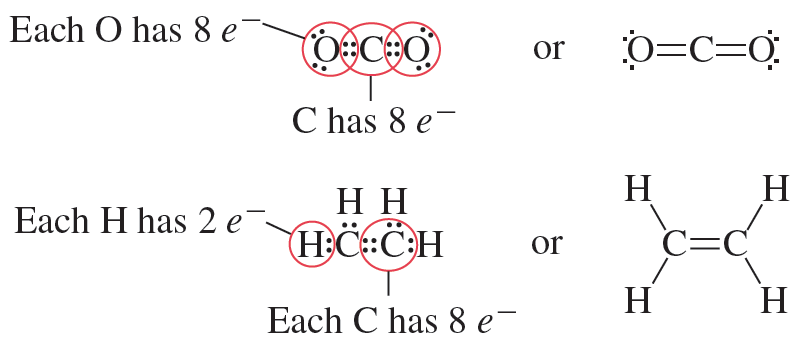 Each O has 8 e−
O::C::O or O=C=O
C has 8 e−
H H
H H
Each H has 2 e− H:C::C:H or C=C
H H
Each C has 8 e−